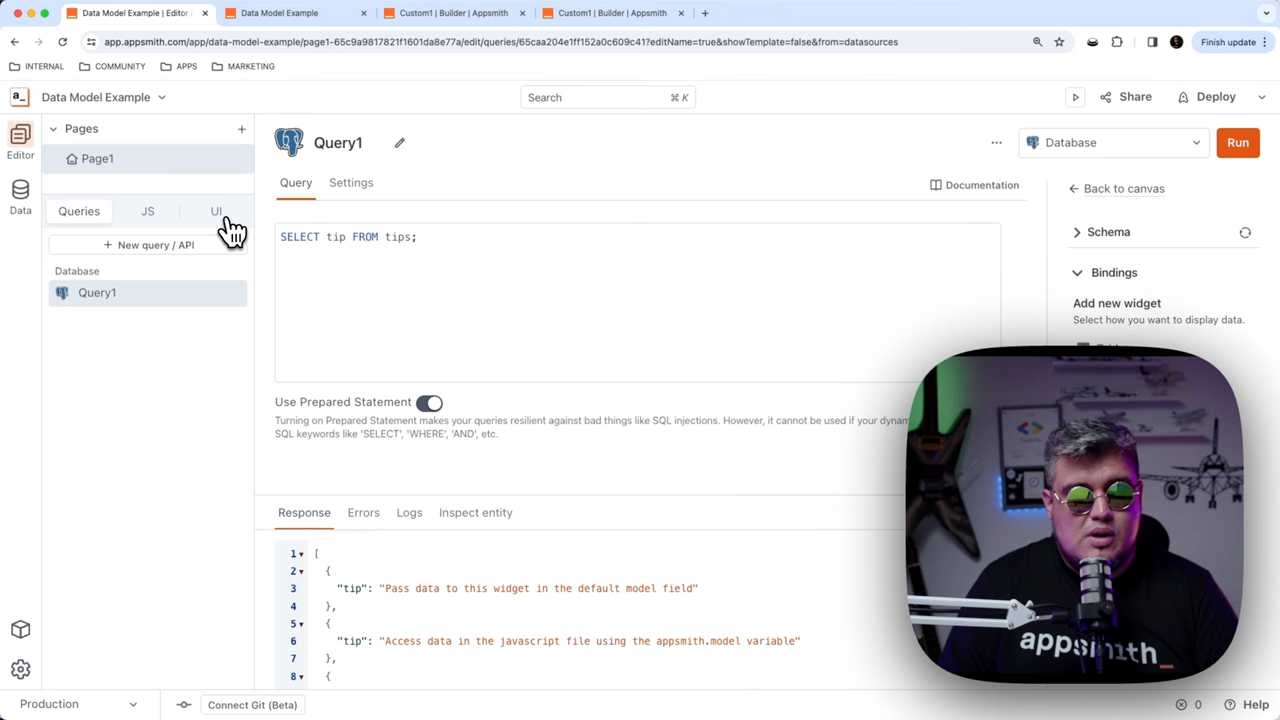 Data Model Example | Editor
Data Model Example
Custom1 | Builder | Appsmith
Custom1 | Builder | Appsmith
app.appsmith.com/app/data-model-example/page1-65c9a9817821f1601da8e77a/edit/queries/65caa204e1ff152a0c609c41?editName=true&showTemplate=false&from=datasources
Finish update
INTERNAL
COMMUNITY
APPS
MARKETING
a_
Data Model Example
Search
⌘ K
Share
Deploy
Editor
Data
Pages
Page1
Queries
JS
UI
+ New query / API
Database
Query1
Query1
Database
Run
Query
Settings
Documentation
SELECT tip FROM tips;
Use Prepared Statement
Turning on Prepared Statement makes your queries resilient against bad things like SQL injections. However, it cannot be used if your
SQL keywords like 'SELECT', 'WHERE', 'AND', etc.
Back to canvas
Schema
Bindings
Add new widget
Select how you want to display data.
Response
Errors
Logs
Inspect entity
1 [
2 {
3 "tip": "Pass data to this widget in the default model field"
4 },
5 {
6 "tip": "Access data in the javascript file using the appsmith.model variable"
7 },
8 {
appsmith_
Production
Connect Git (Beta)
0
Help